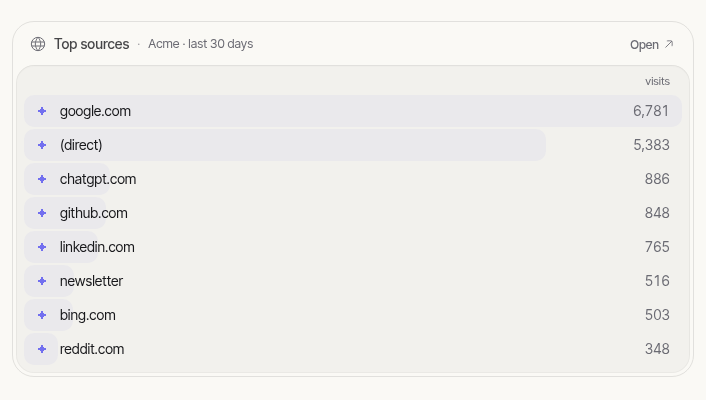 Top sources · Acme · last 30 days Open
visits
google.com 6,781
(direct) 5,383
chatgpt.com 886
github.com 848
linkedin.com 765
newsletter 516
bing.com 503
reddit.com 348